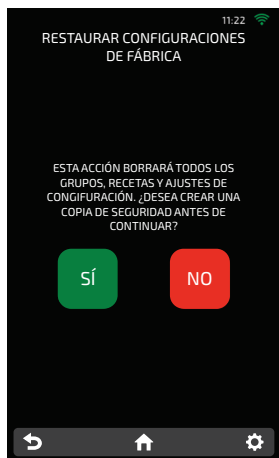 11:22
RESTAURAR CONFIGURACIONES
DE FÁBRICA
ESTA ACCIÓN BORRARÁ TODOS LOS
GRUPOS, RECETAS Y AJUSTES DE
CONGIFURACIÓN. ¿DESEA CREAR UNA
COPIA DE SEGURIDAD ANTES DE
CONTINUAR?
SÍ NO